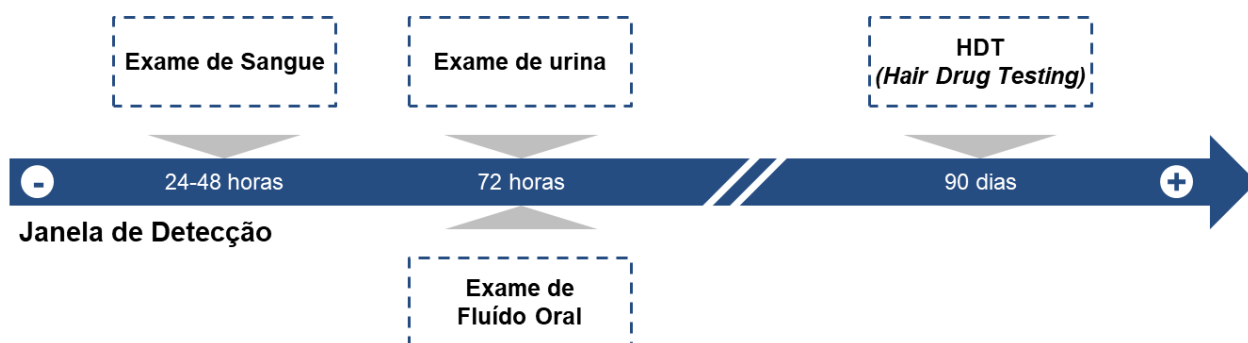 Exame de Sangue
Exame de urina
HDT
(Hair Drug Testing)
-
24-48 horas
72 horas
90 dias
+
Janela de Detecção
Exame de
Fluído Oral